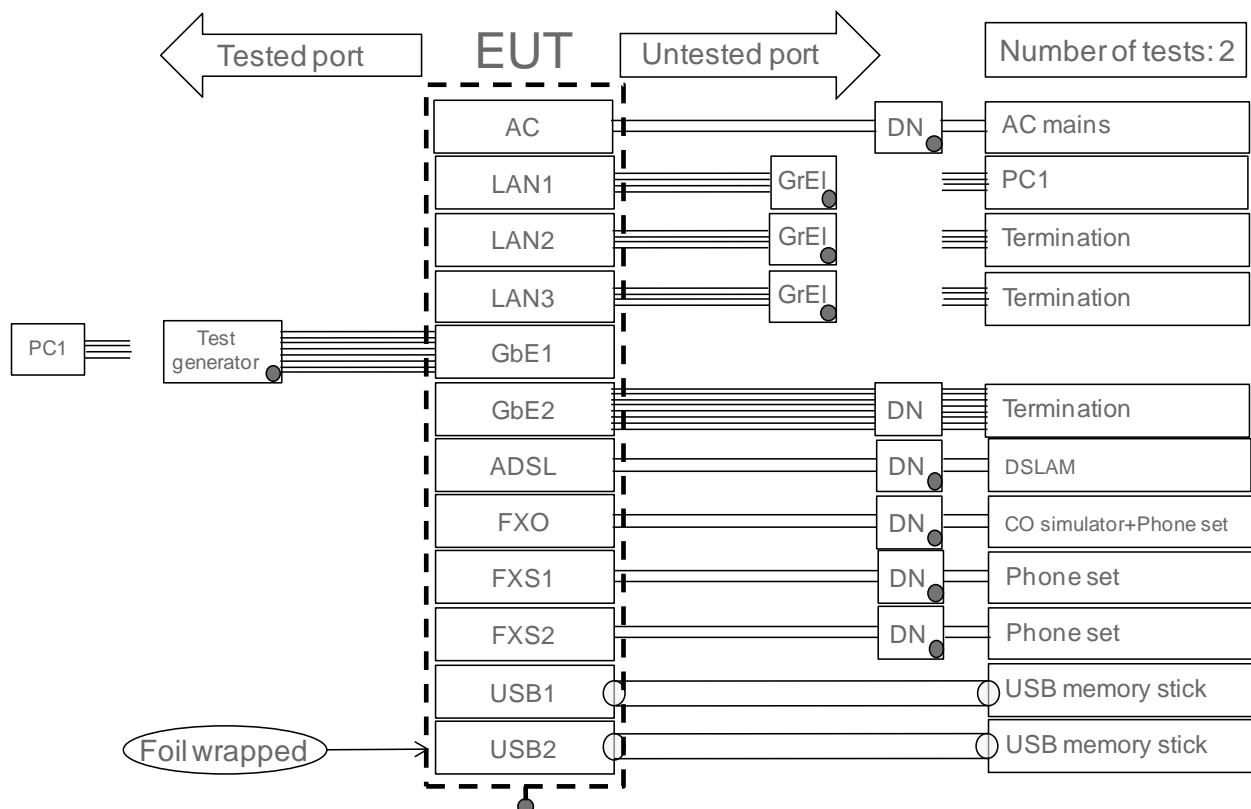 Tested port
EUT
Untested port
Number of tests: 2
AC
DN
AC mains
LAN1
GrEl
PC1
LAN2
GrEl
Termination
LAN3
GrEl
Termination
PC1
Test
generator
GbE1
GbE2
DN
Termination
ADSL
DN
DSLAM
FXO
DN
CO simulator+Phone set
FXS1
DN
Phone set
FXS2
DN
Phone set
USB1
USB memory stick
Foil wrapped
USB2
USB memory stick